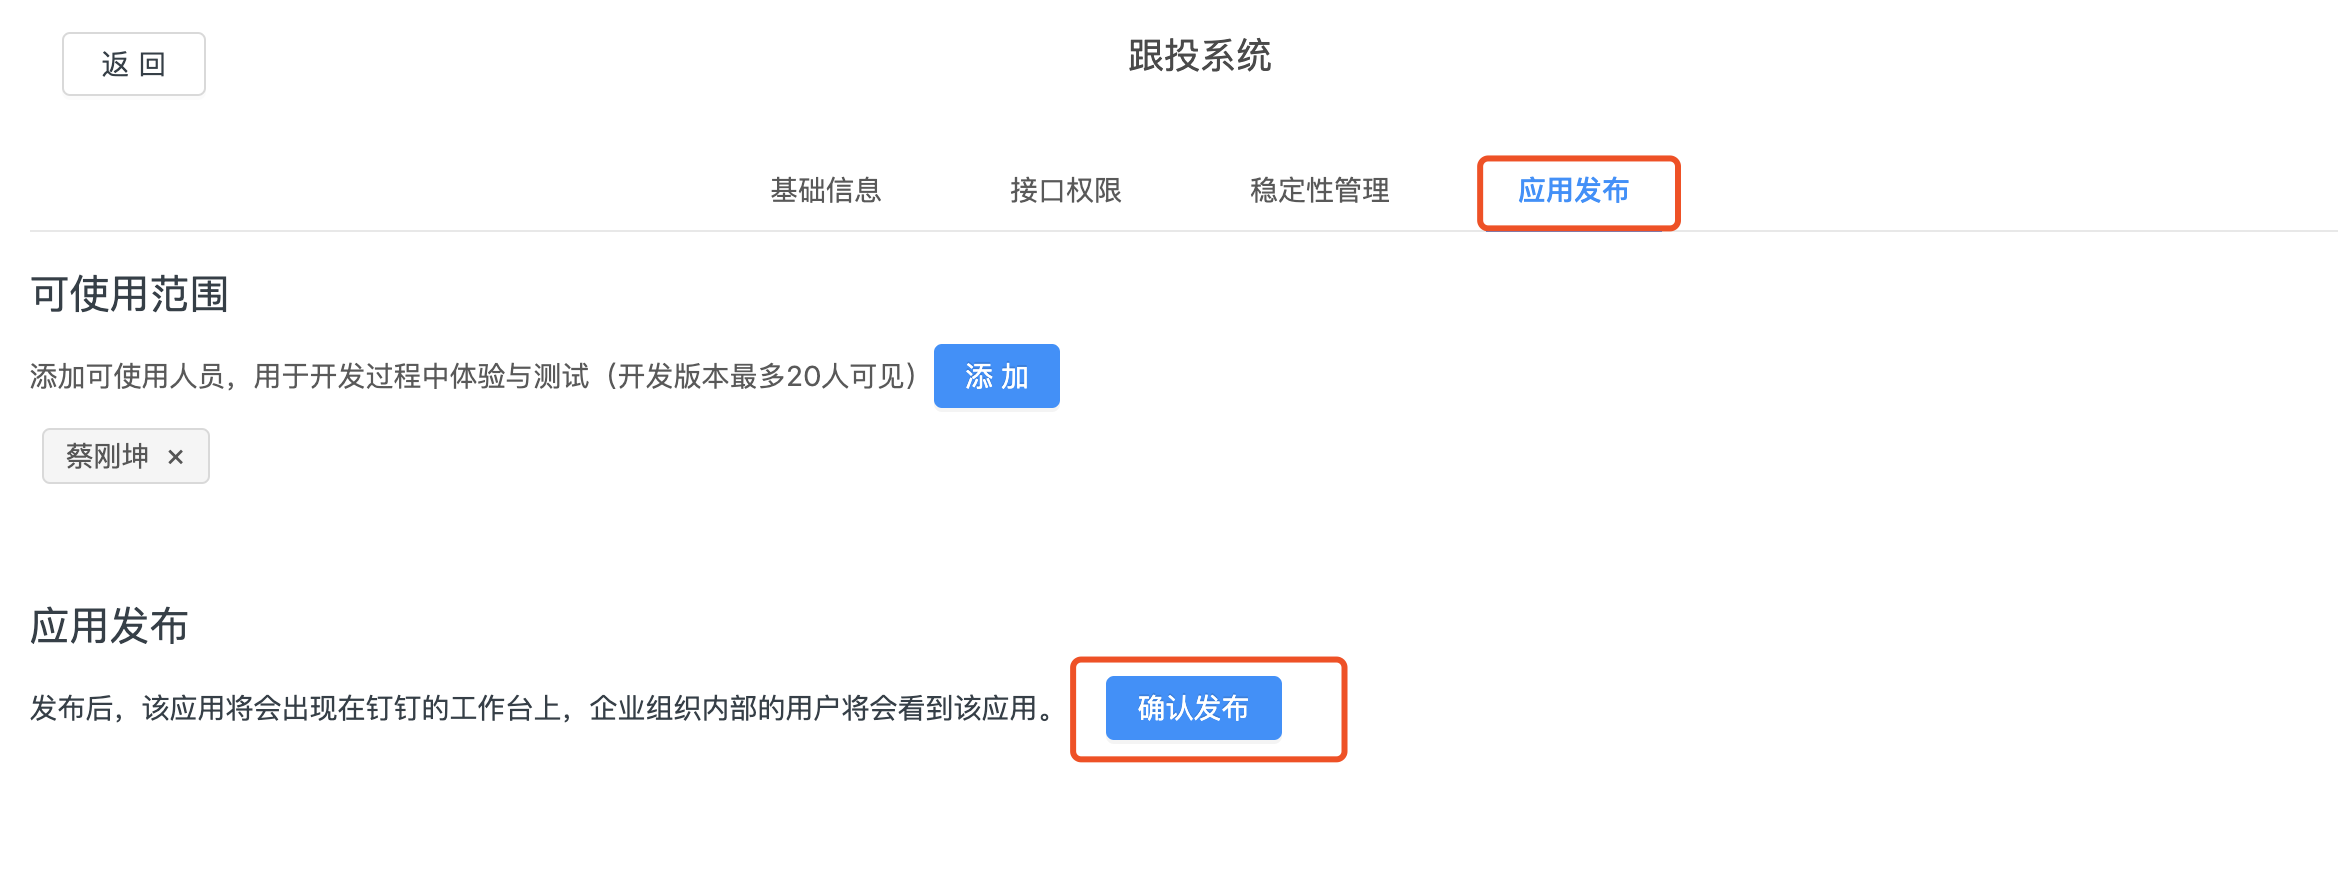 返 回
跟投系统
基础信息 接口权限 稳定性管理 应用发布
可使用范围
添加可使用人员，用于开发过程中体验与测试（开发版本最多20人可见） 添 加
蔡刚坤 ×
应用发布
发布后，该应用将会出现在钉钉的工作台上，企业组织内部的用户将会看到该应用。 确认发布